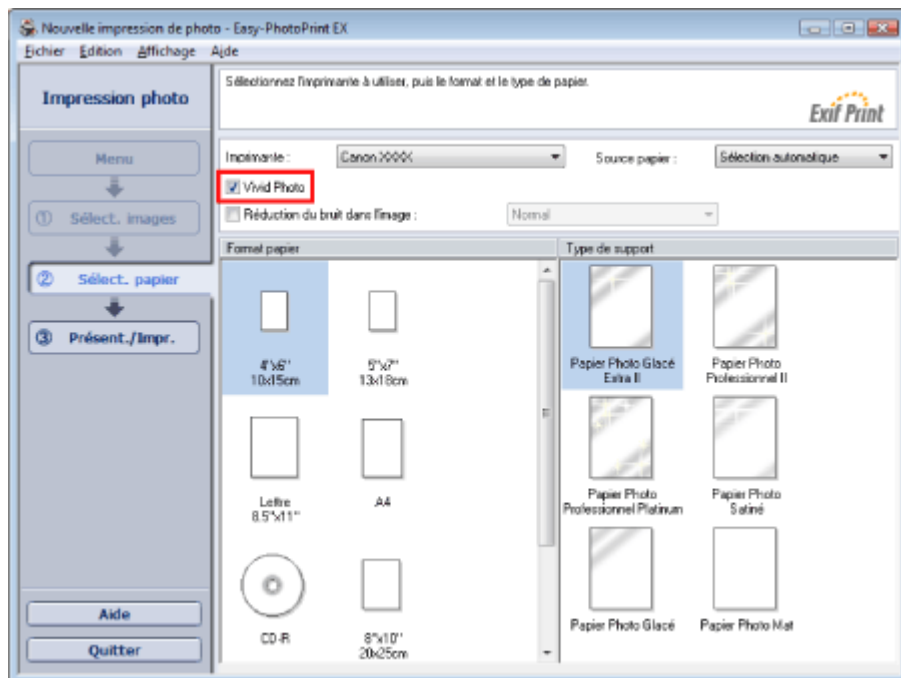 Nouvelle impression de photo - Easy-PhotoPrint EX
Fichier Edition Affichage Aide
Impression photo
Sélectionnez l'imprimante à utiliser, puis le format et le type de papier.
Exif Print
Menu
① Sélect. images
② Sélect. papier
③ Présent./Impr.
Aide
Quitter
Imprimante : Canon XXXX Source papier : Sélection automatique
Vivid Photo
Réduction du bruit dans l'image : Normal
Format papier
4"x6"
10x15cm
5"x7"
13x18cm
Lettre
8.5"x11"
A4
CD-R
8"x10"
20x25cm
Type de support
Papier Photo Glacé
Extra II
Papier Photo
Professionnel II
Papier Photo
Professionnel Platinum
Papier Photo
Satiné
Papier Photo Glacé
Papier Photo Mat